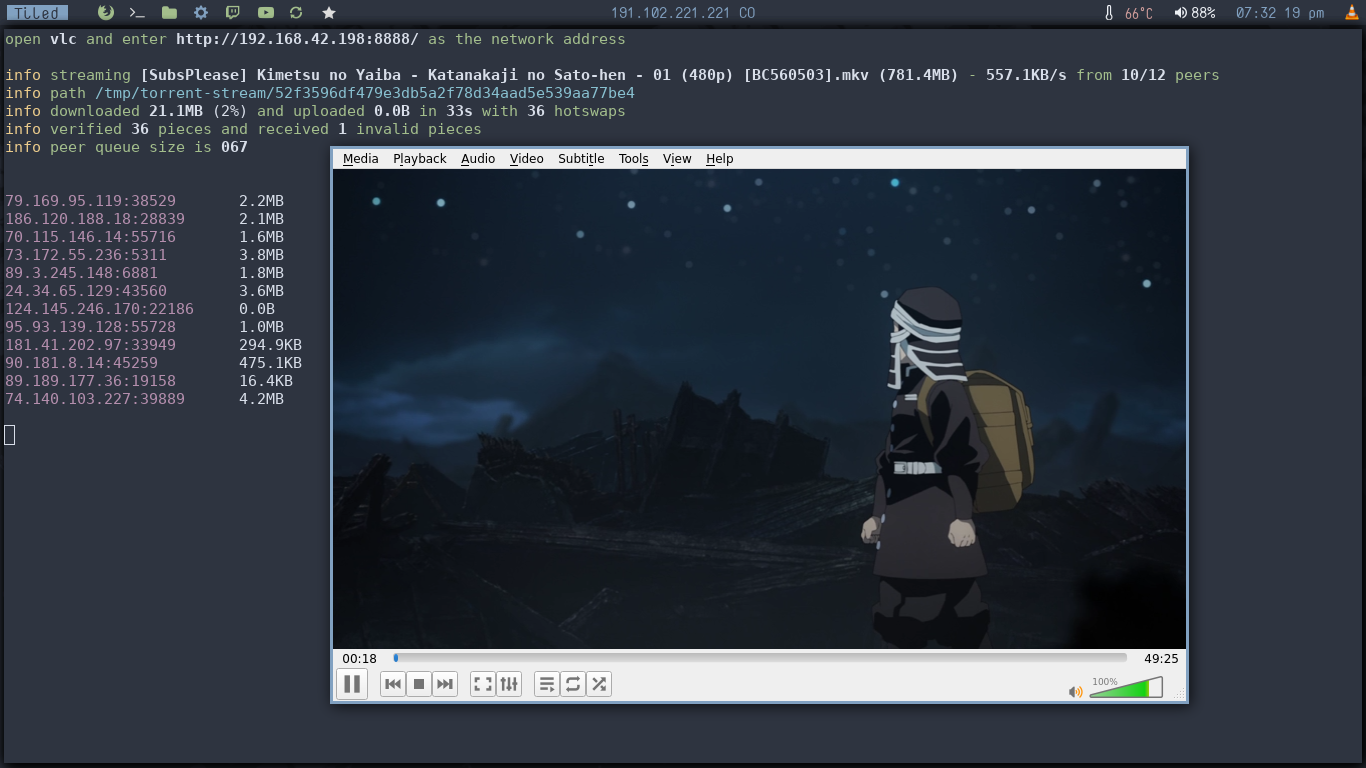 Tiled 191.102.221.221 CO 66°C 88% 07:32 19 pm
open vlc and enter http://192.168.42.198:8888/ as the network address
info streaming [SubsPlease] Kimetsu no Yaiba - Katanakaji no Sato-hen - 01 (480p) [BC560503].mkv (781.4MB) - 557.1KB/s from 10/12 peers
info path /tmp/torrent-stream/52f3596df479e3db5a2f78d34aad5e539aa77be4
info downloaded 21.1MB (2%) and uploaded 0.0B in 33s with 36 hotswaps
info verified 36 pieces and received 1 invalid pieces
info peer queue size is 067
79.169.95.119:38529 2.2MB
186.120.188.18:28839 2.1MB
70.115.146.14:55716 1.6MB
73.172.55.236:5311 3.8MB
89.3.245.148:6881 1.8MB
24.34.65.129:43560 3.6MB
124.145.246.170:22186 0.0B
95.93.139.128:55728 1.0MB
181.41.202.97:33949 294.9KB
90.181.8.14:45259 475.1KB
89.189.177.36:19158 16.4KB
74.140.103.227:39889 4.2MB
Media Playback Audio Video Subtitle Tools View Help
00:18 49:25
100%